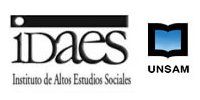 iDAES
Instituto de Altos Estudios Sociales
UNSAM